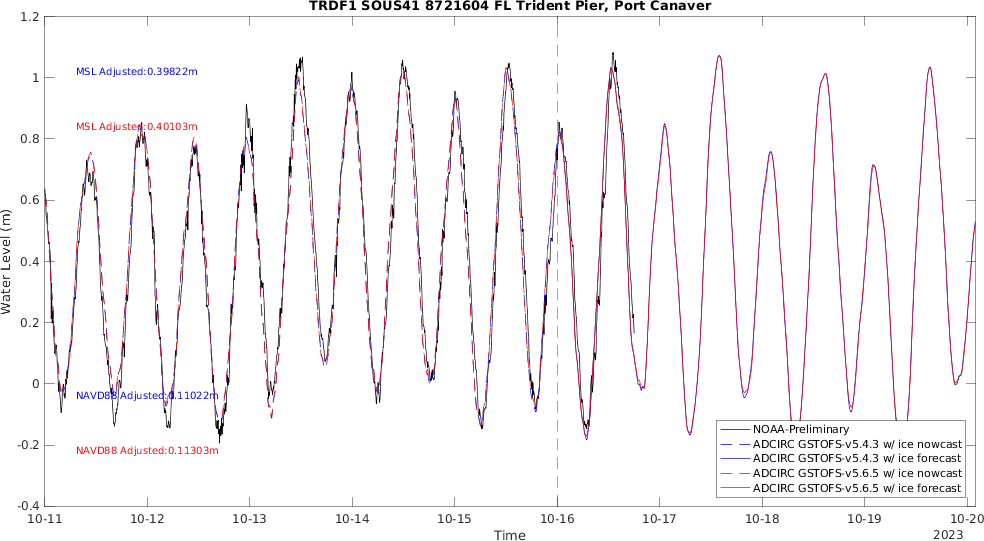 TRDF1 SOUS41 8721604 FL Trident Pier, Port Canaver
1.2
1
0.8
0.6
0.4
0.2
0
-0.2
-0.4
Water Level (m)
MSL Adjusted:0.39822m
MSL Adjusted:0.40103m
NAVD88 Adjusted:0.11022m
NAVD88 Adjusted:0.11303m
NOAA-Preliminary
ADCIRC GSTOFS-v5.4.3 w/ ice nowcast
ADCIRC GSTOFS-v5.4.3 w/ ice forecast
ADCIRC GSTOFS-v5.6.5 w/ ice nowcast
ADCIRC GSTOFS-v5.6.5 w/ ice forecast
10-11 10-12 10-13 10-14 10-15 10-16 10-17 10-18 10-19 10-20
Time
2023